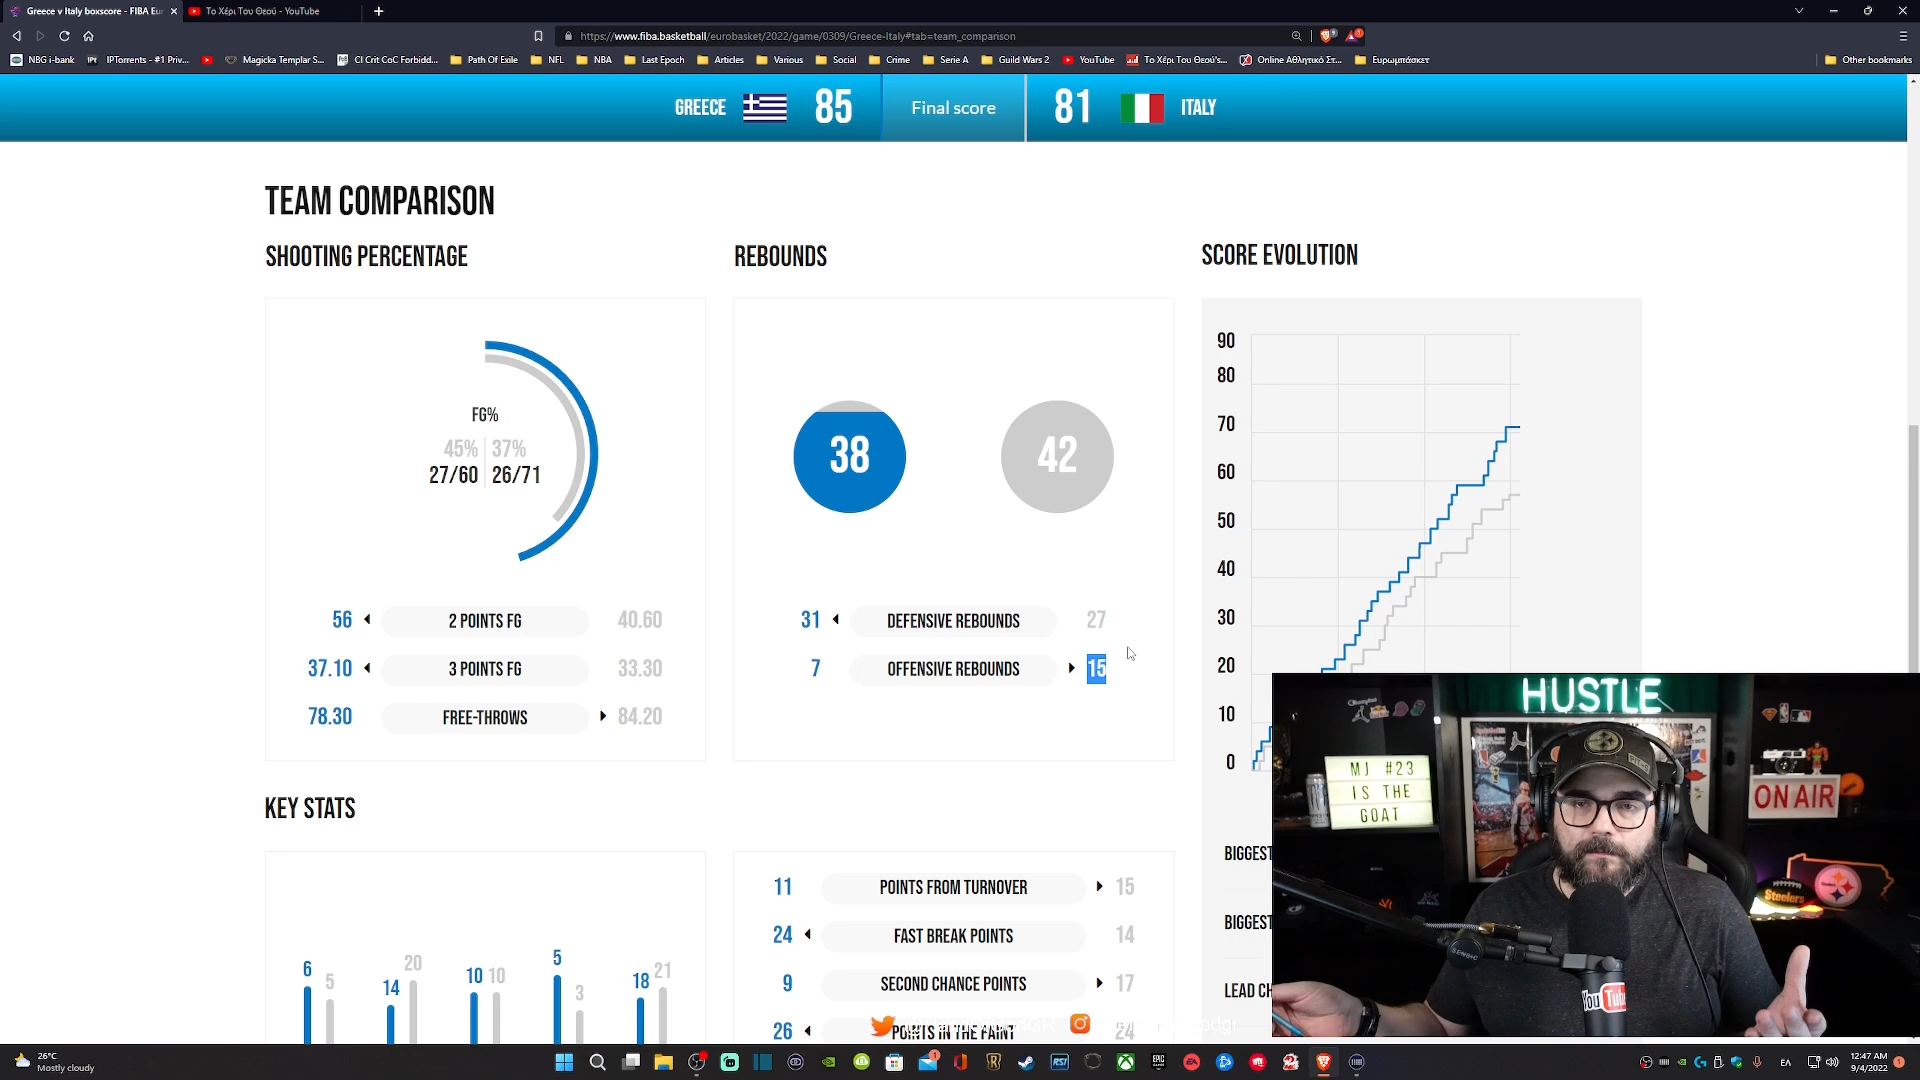 Greece v Italy boxscore - FIBA Eur
Το Χέρι Του Θεού - YouTube
https://www.fiba.basketball/eurobasket/2022/game/0309/Greece-Italy#tab=team_comparison
NBG i-bank
IPTorrents - #1 Priv...
Magicka Templar S...
CI Crit CoC Forbidd...
Path Of Exile
NFL
NBA
Last Epoch
Articles
Various
Social
Crime
Serie A
Guild Wars 2
YouTube
Το Χέρι Του Θεού's...
Online Αθλητικό Στ...
Ευρωμπάσκετ
Other bookmarks
GREECE 85 Final score 81 ITALY
TEAM COMPARISON
SHOOTING PERCENTAGE
FG%
45% 37%
27/60 26/71
56 2 POINTS FG 40.60
37.10 3 POINTS FG 33.30
78.30 FREE-THROWS 84.20
REBOUNDS
38 42
31 DEFENSIVE REBOUNDS 27
7 OFFENSIVE REBOUNDS 15
SCORE EVOLUTION
90
80
70
60
50
40
30
20
10
0
BIGGEST
BIGGEST
LEAD CH
KEY STATS
6 5 14 20 10 10 5 3 18 21
11 POINTS FROM TURNOVER 15
24 FAST BREAK POINTS 14
9 SECOND CHANCE POINTS 17
26 POINTS IN THE PAINT 24
HUSTLE
MJ #23
IS THE
GOAT
ON AIR
Steelers
Steelers
YouTube
26°C
Mostly cloudy
RSI
EPIC
EA
ΕΛ
12:47 AM
9/4/2022